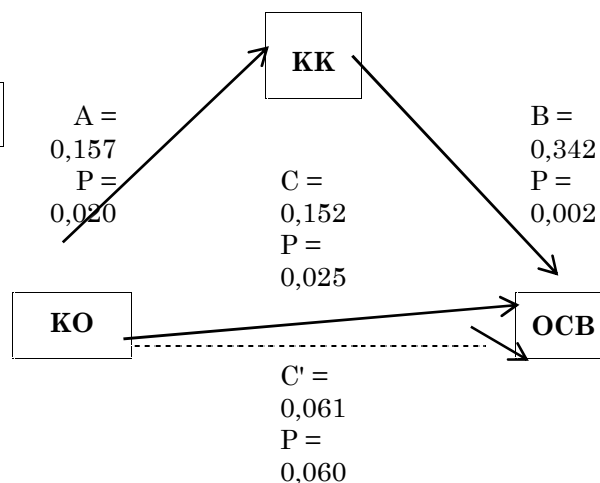 KK
A =
0,157
P =
0,020
B =
0,342
P =
0,002
C =
0,152
P =
0,025
KO
OCB
C' =
0,061
P =
0,060